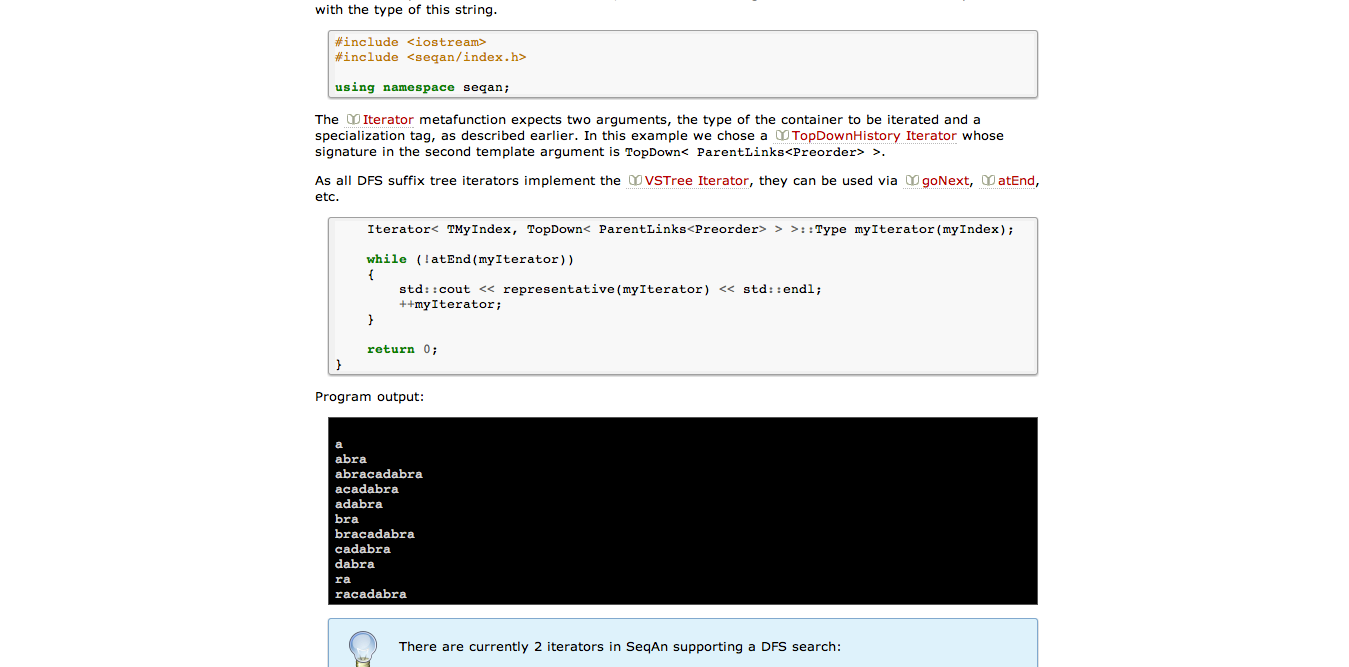 with the type of this string.
#include <iostream>
#include <seqan/index.h>
using namespace seqan;
The Iterator metafunction expects two arguments, the type of the container to be iterated and a
specialization tag, as described earlier. In this example we chose a TopDownHistory Iterator whose
signature in the second template argument is TopDown< ParentLinks<Preorder> >.
As all DFS suffix tree iterators implement the VSTree Iterator, they can be used via goNext, atEnd,
etc.
Iterator< TMyIndex, TopDown< ParentLinks<Preorder> > >::Type myIterator(myIndex);
while (!atEnd(myIterator))
{
std::cout << representative(myIterator) << std::endl;
++myIterator;
}
return 0;
}
Program output:
a
abra
abracadabra
acadabra
adabra
bra
bracadabra
cadabra
dabra
ra
racadabra
There are currently 2 iterators in SeqAn supporting a DFS search: